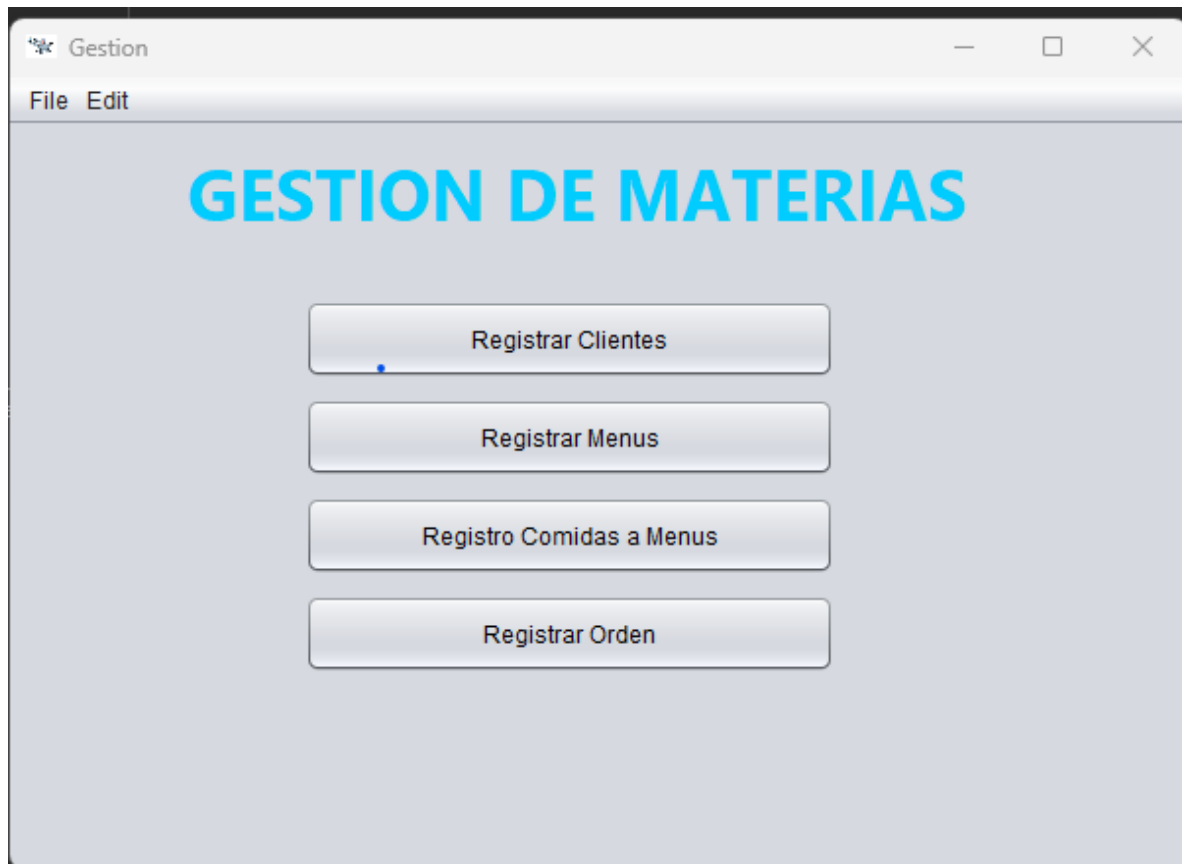 Gestion
File Edit
GESTION DE MATERIAS
Registrar Clientes
Registrar Menus
Registro Comidas a Menus
Registrar Orden